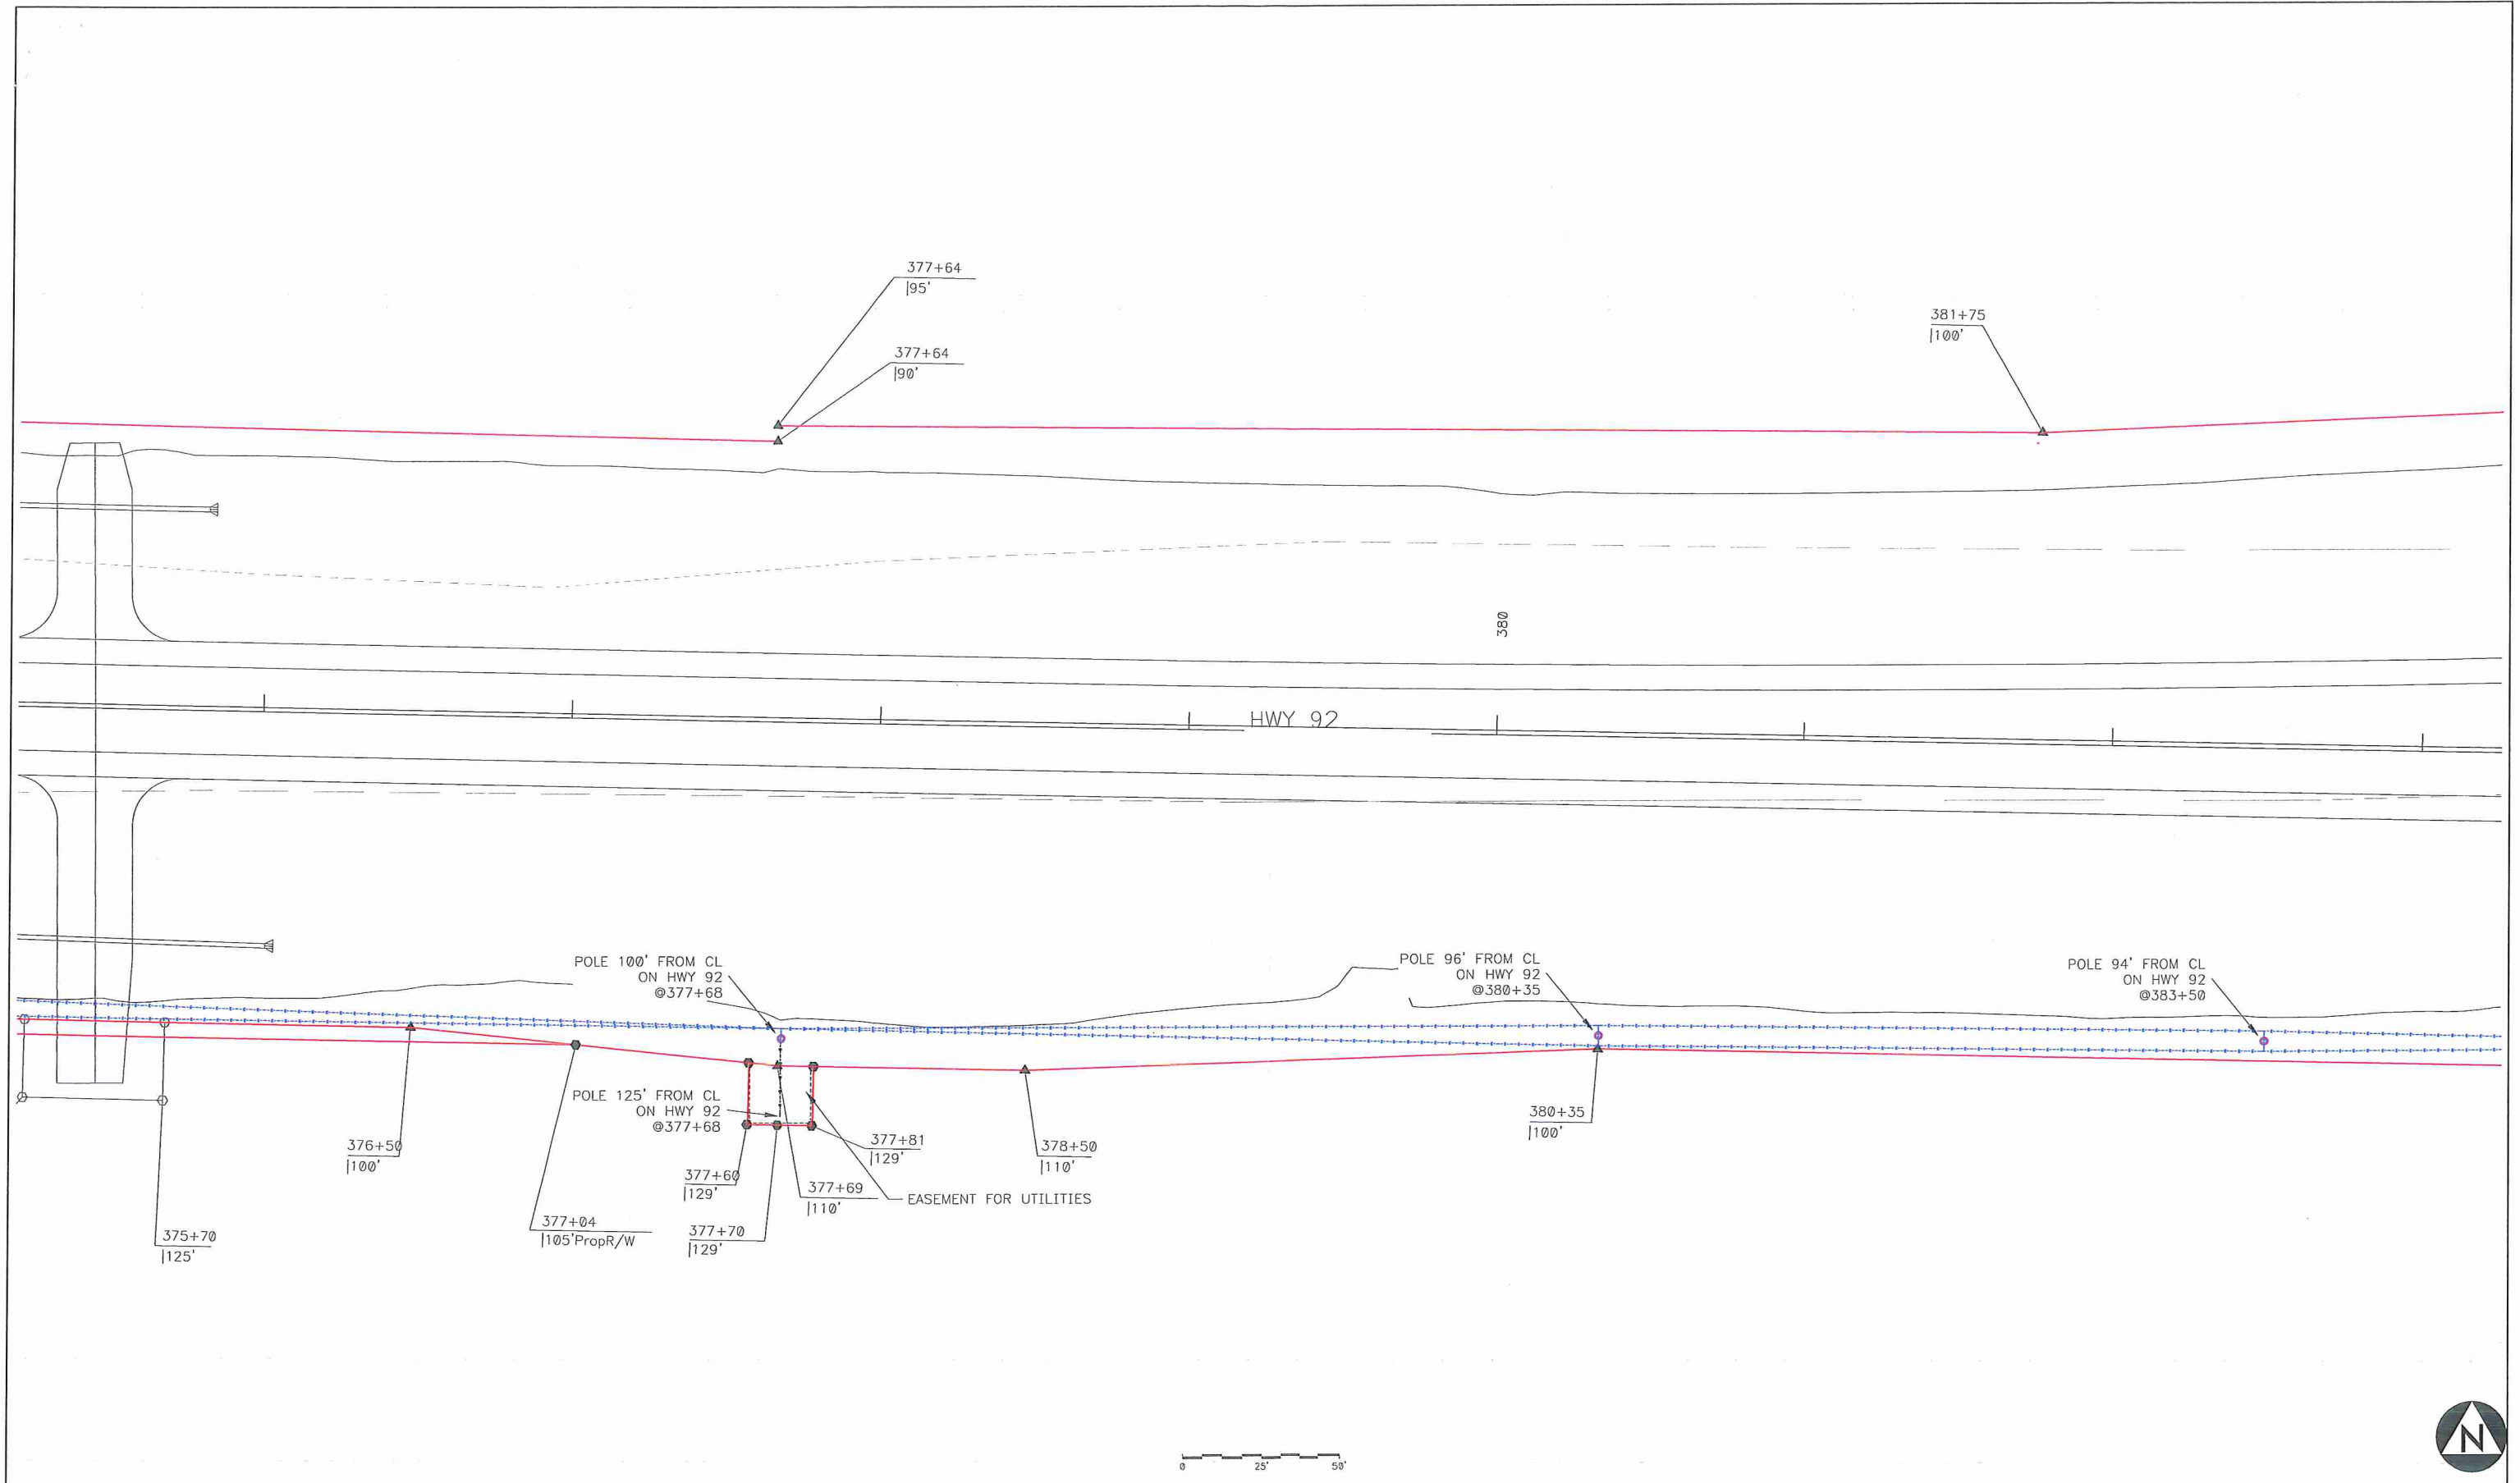 377+64
|95'
377+64
|90'
381+75
|100'
380
HWY 92
POLE 100' FROM CL
ON HWY 92
@377+68
POLE 96' FROM CL
ON HWY 92
@380+35
POLE 94' FROM CL
ON HWY 92
@383+50
POLE 125' FROM CL
ON HWY 92
@377+68
376+50
|100'
377+81
|129'
378+50
|110'
380+35
|100'
377+60
|129'
377+69
|110'
EASEMENT FOR UTILITIES
377+04
|105'PropR/W
377+70
|129'
375+70
|125'
0 25' 50'
N